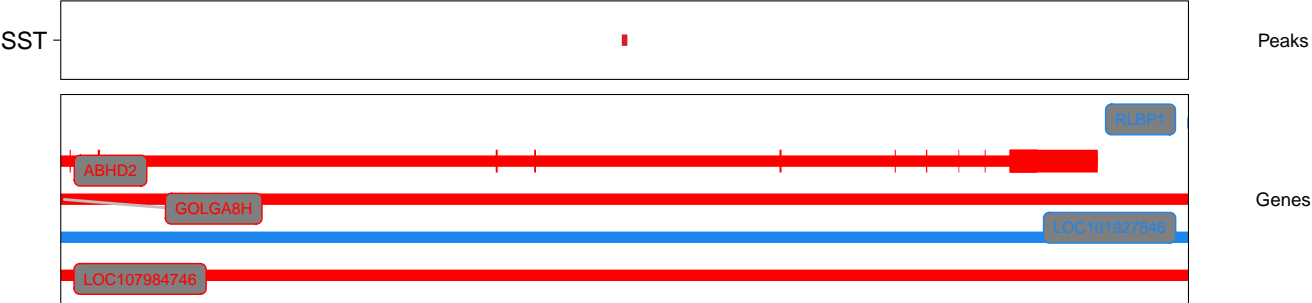 SST
Peaks
RLBP1
ABHD2
GOLGA8H
Genes
LOC101927846
LOC107984746